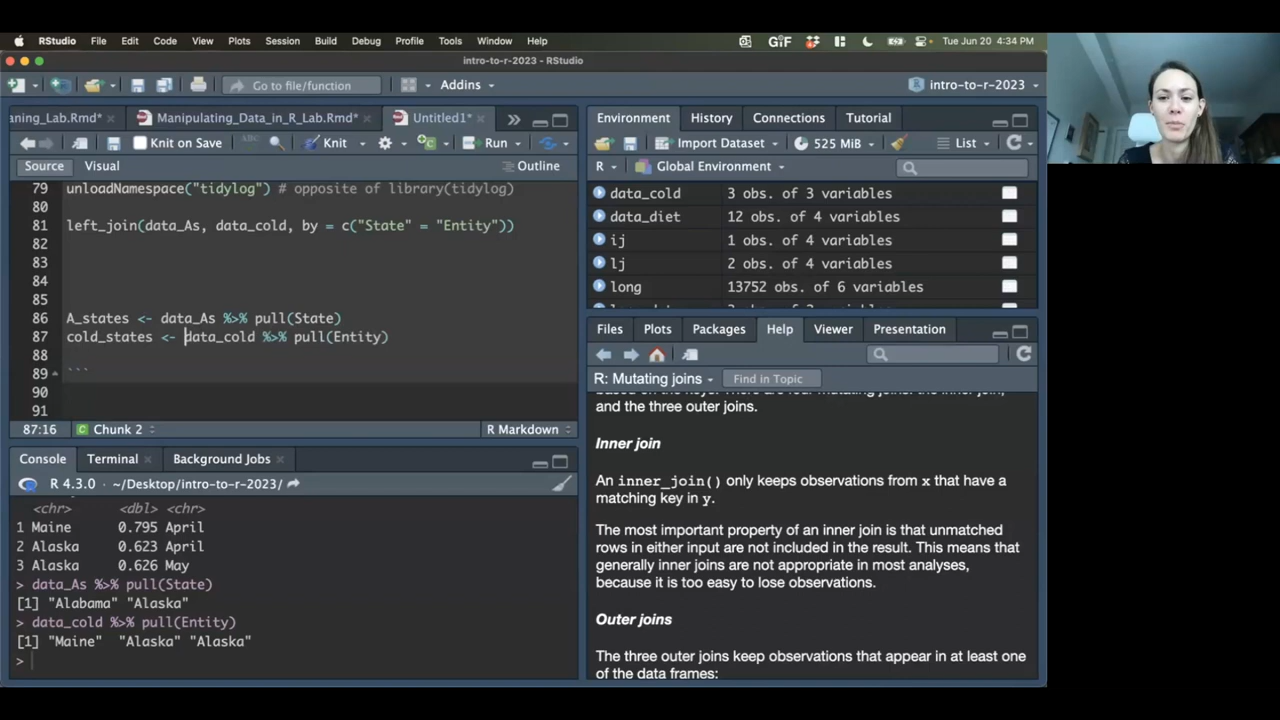 RStudio File Edit Code View Plots Session Build Debug Profile Tools Window Help GiF Tue Jun 20 4:34 PM
intro-to-r-2023 - RStudio
Go to file/function Addins intro-to-r-2023
aning_Lab.Rmd* Manipulating_Data_in_R_Lab.Rmd* Untitled1*
Knit on Save ABC Knit Run
Source Visual Outline
79 unloadNamespace("tidylog") # opposite of library(tidylog)
80
81 left_join(data_As, data_cold, by = c("State" = "Entity"))
82
83
84
85
86 A_states <- data_As %>% pull(State)
87 cold_states <- data_cold %>% pull(Entity)
88
89 ```
90
91
87:16 Chunk 2 R Markdown
Console Terminal Background Jobs
R 4.3.0 · ~/Desktop/intro-to-r-2023/
<chr> <dbl> <chr>
1 Maine 0.795 April
2 Alaska 0.623 April
3 Alaska 0.626 May
> data_As %>% pull(State)
[1] "Alabama" "Alaska"
> data_cold %>% pull(Entity)
[1] "Maine" "Alaska" "Alaska"
>
Environment History Connections Tutorial
Import Dataset 525 MiB List
R Global Environment
data_cold 3 obs. of 3 variables
data_diet 12 obs. of 4 variables
ij 1 obs. of 4 variables
lj 2 obs. of 4 variables
long 13752 obs. of 6 variables
Files Plots Packages Help Viewer Presentation
R: Mutating joins Find in Topic
and the three outer joins.
Inner join
An inner_join() only keeps observations from x that have a
matching key in y.
The most important property of an inner join is that unmatched
rows in either input are not included in the result. This means that
generally inner joins are not appropriate in most analyses,
because it is too easy to lose observations.
Outer joins
The three outer joins keep observations that appear in at least one
of the data frames: